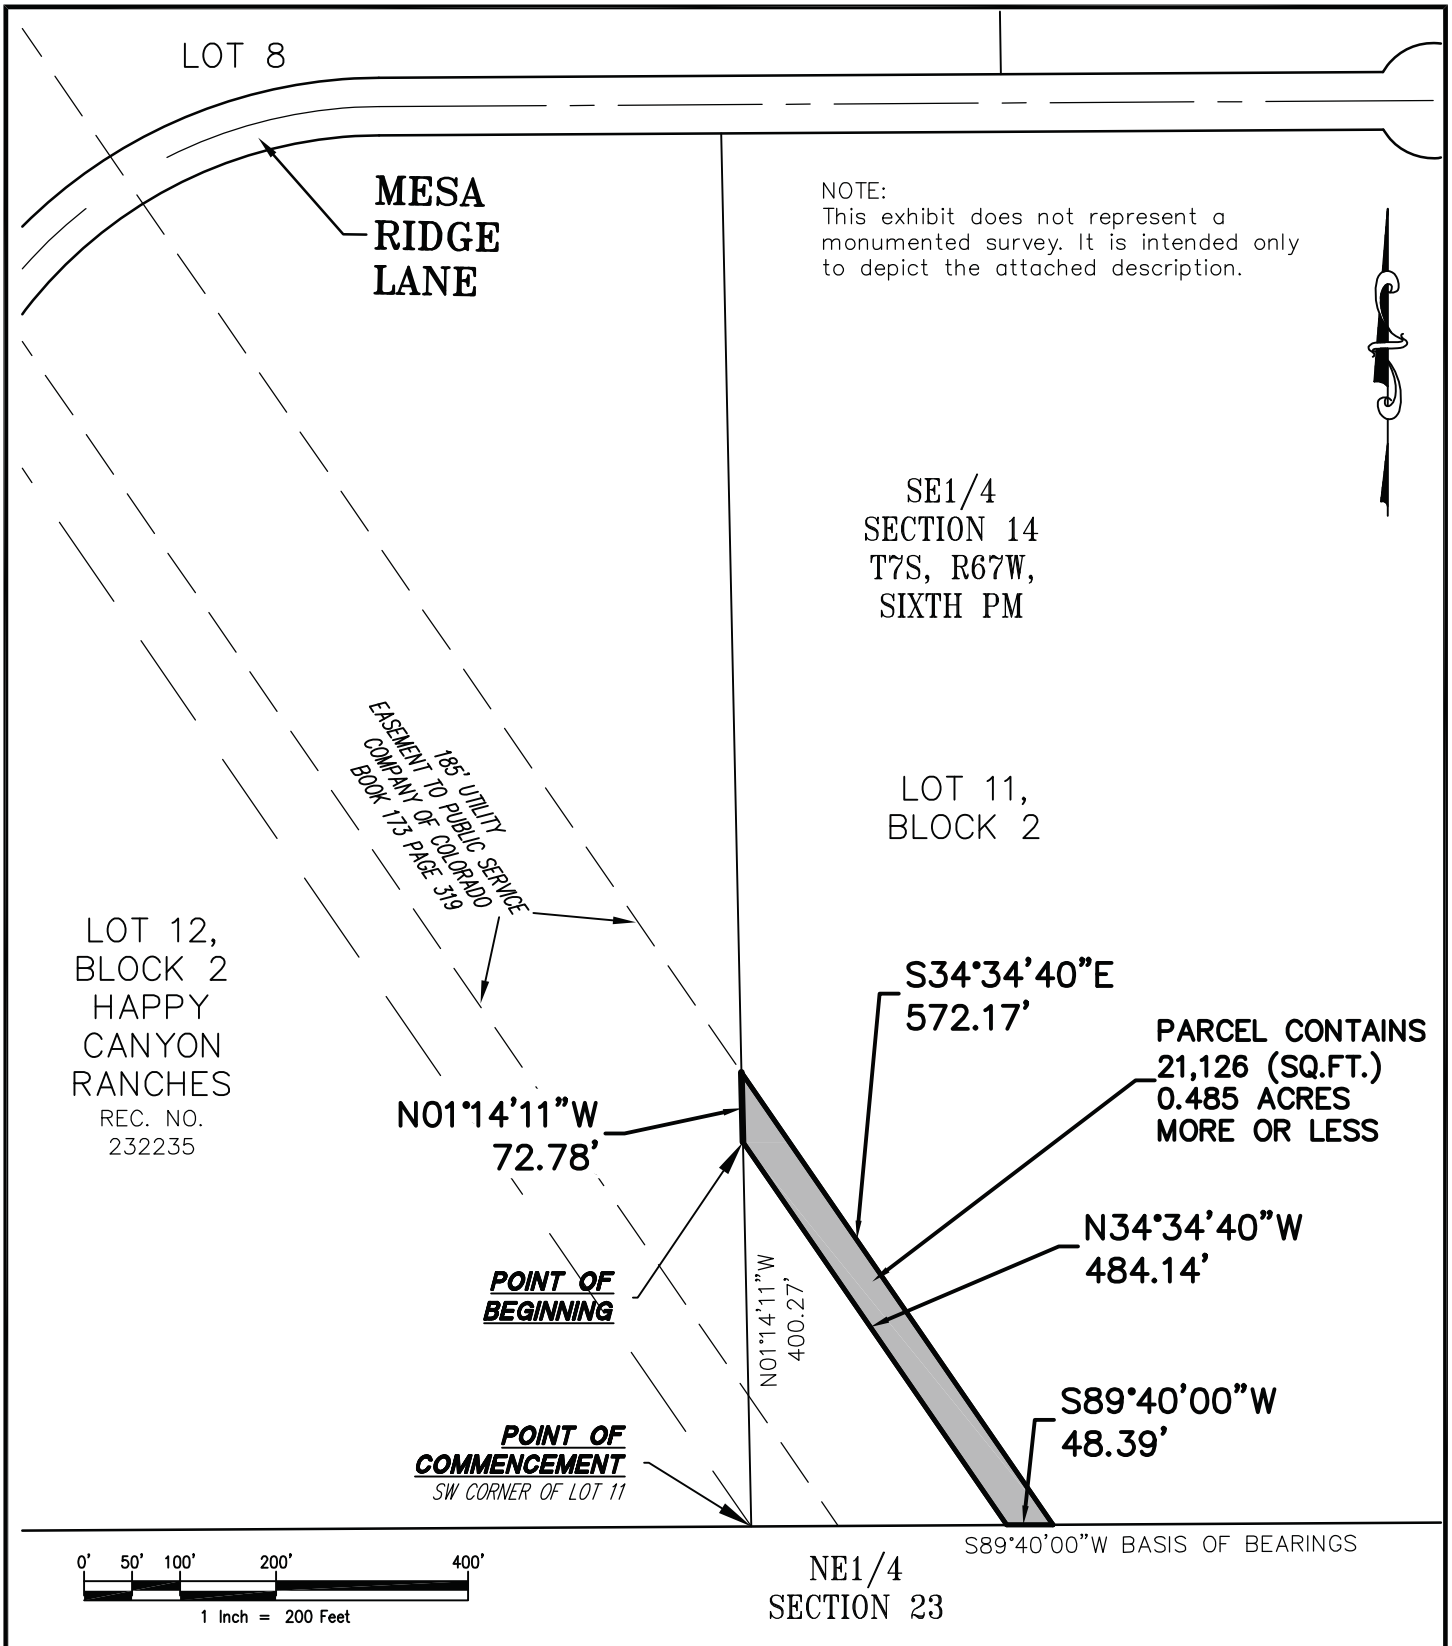 LOT 8
MESA
RIDGE
LANE
NOTE:
This exhibit does not represent a
monumented survey. It is intended only
to depict the attached description.
SE1/4
SECTION 14
T7S, R67W,
SIXTH PM
185' UTILITY
EASEMENT TO PUBLIC SERVICE
COMPANY OF COLORADO
BOOK 173 PAGE 319
LOT 11,
BLOCK 2
LOT 12,
BLOCK 2
HAPPY
CANYON
RANCHES
REC. NO.
232235
S34°34'40"E
572.17'
PARCEL CONTAINS
21,126 (SQ.FT.)
0.485 ACRES
MORE OR LESS
N01°14'11"W
72.78'
N34°34'40"W
484.14'
POINT OF
BEGINNING
N01°14'11"W
400.27'
S89°40'00"W
48.39'
POINT OF
COMMENCEMENT
SW CORNER OF LOT 11
S89°40'00"W BASIS OF BEARINGS
0' 50' 100' 200' 400'
1 Inch = 200 Feet
NE1/4
SECTION 23